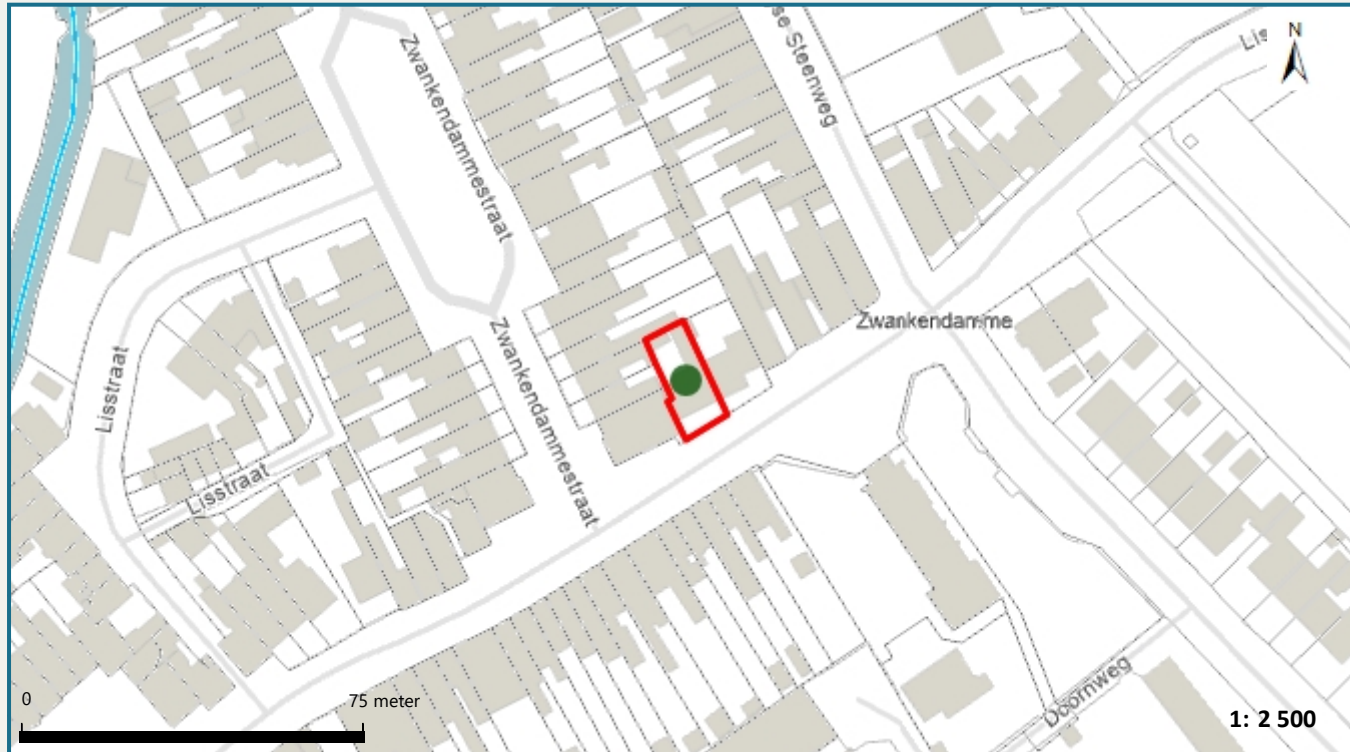 N
Zwankendammestraat
se Steenweg
Lis
Zwankendamme
Zwankendammestraat
Lisstraat
Lisstraat
Doornweg
0
75 meter
1: 2 500